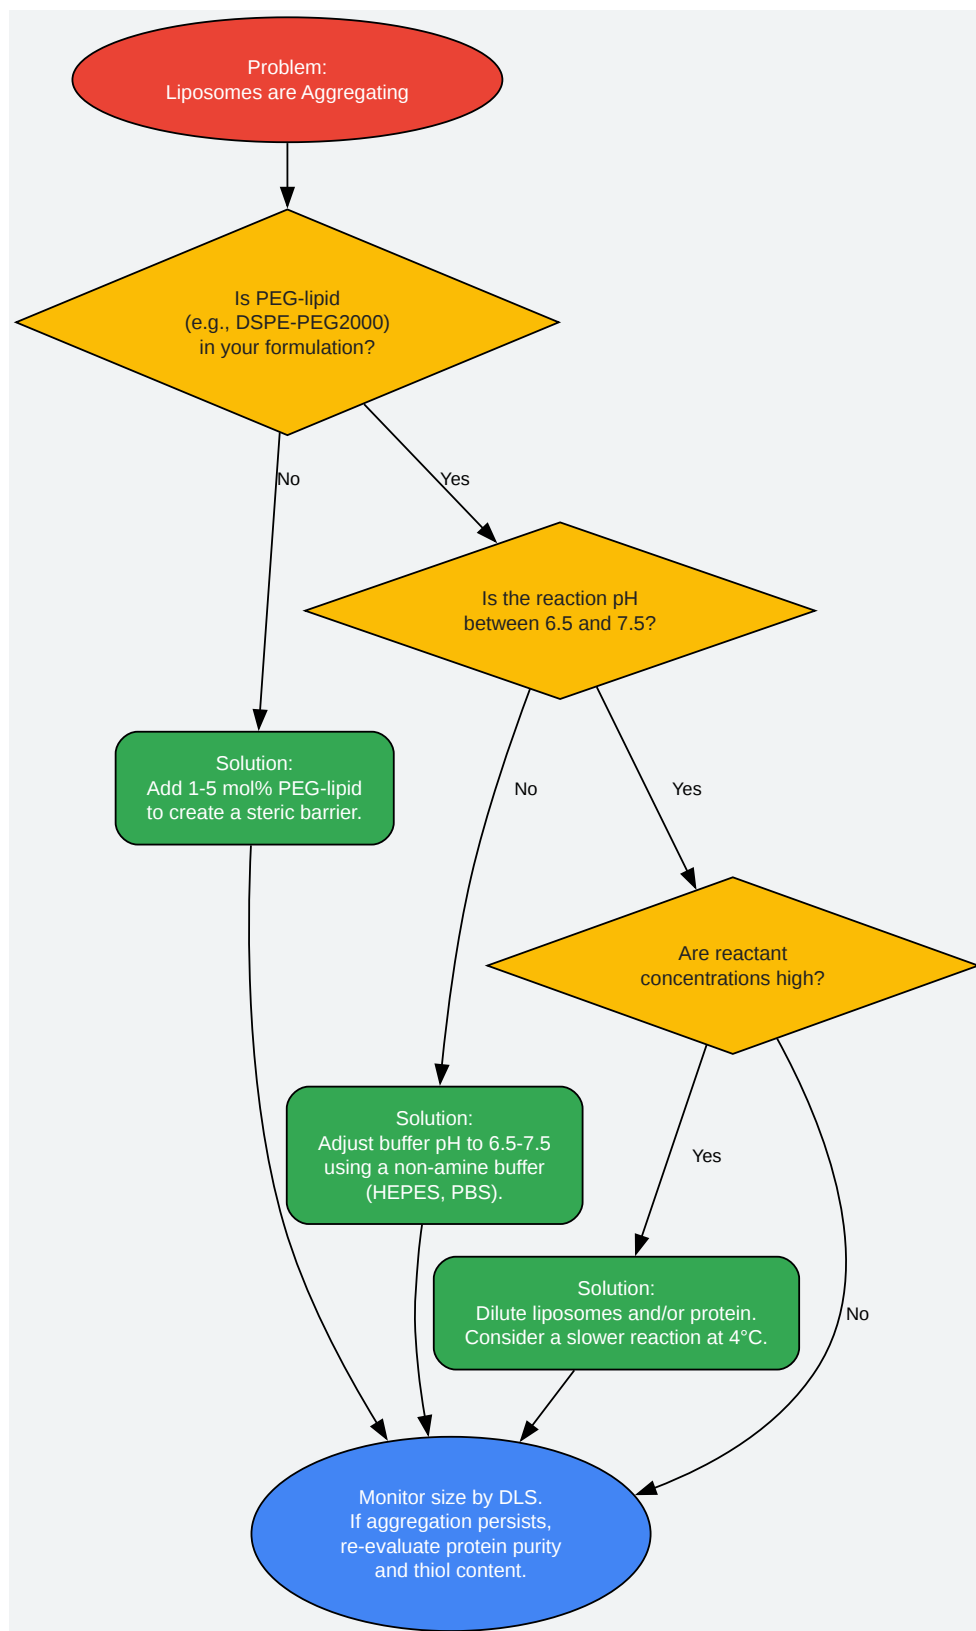 Problem:
Liposomes are Aggregating
Is PEG-lipid
(e.g., DSPE-PEG2000)
in your formulation?
No
Yes
Is the reaction pH
between 6.5 and 7.5?
Solution:
Add 1-5 mol% PEG-lipid
to create a steric barrier.
No
Yes
Are reactant
concentrations high?
Solution:
Adjust buffer pH to 6.5-7.5
using a non-amine buffer
(HEPES, PBS).
Yes
Solution:
Dilute liposomes and/or protein.
Consider a slower reaction at 4°C.
No
Monitor size by DLS.
If aggregation persists,
re-evaluate protein purity
and thiol content.